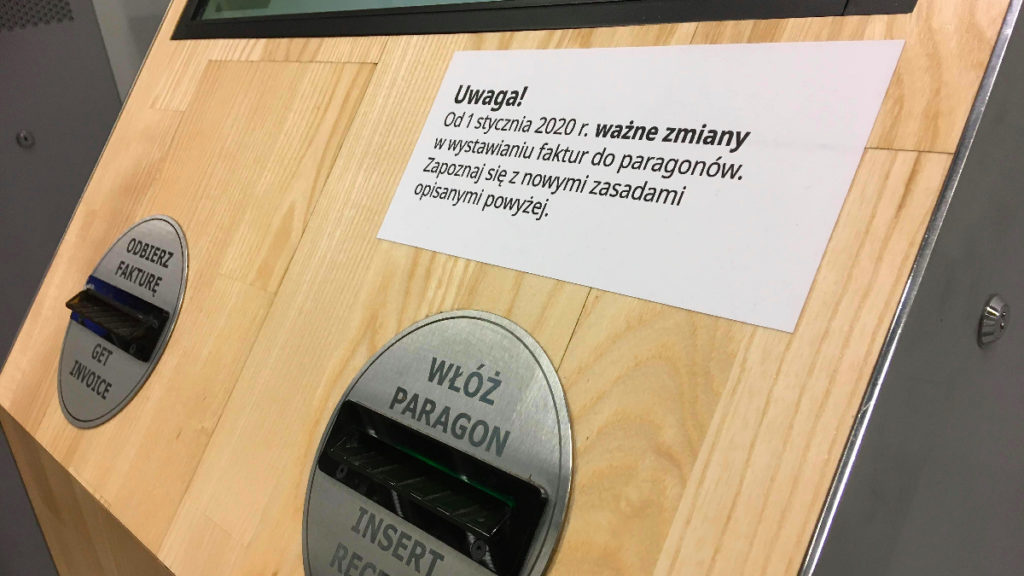 Uwaga!
Od 1 stycznia 2020 r. ważne zmiany
w wystawianiu faktur do paragonów.
Zapoznaj się z nowymi zasadami
opisanymi powyżej.
ODBIERZ
FAKTURĘ
GET
INVOICE
WŁÓŻ
PARAGON
INSERT